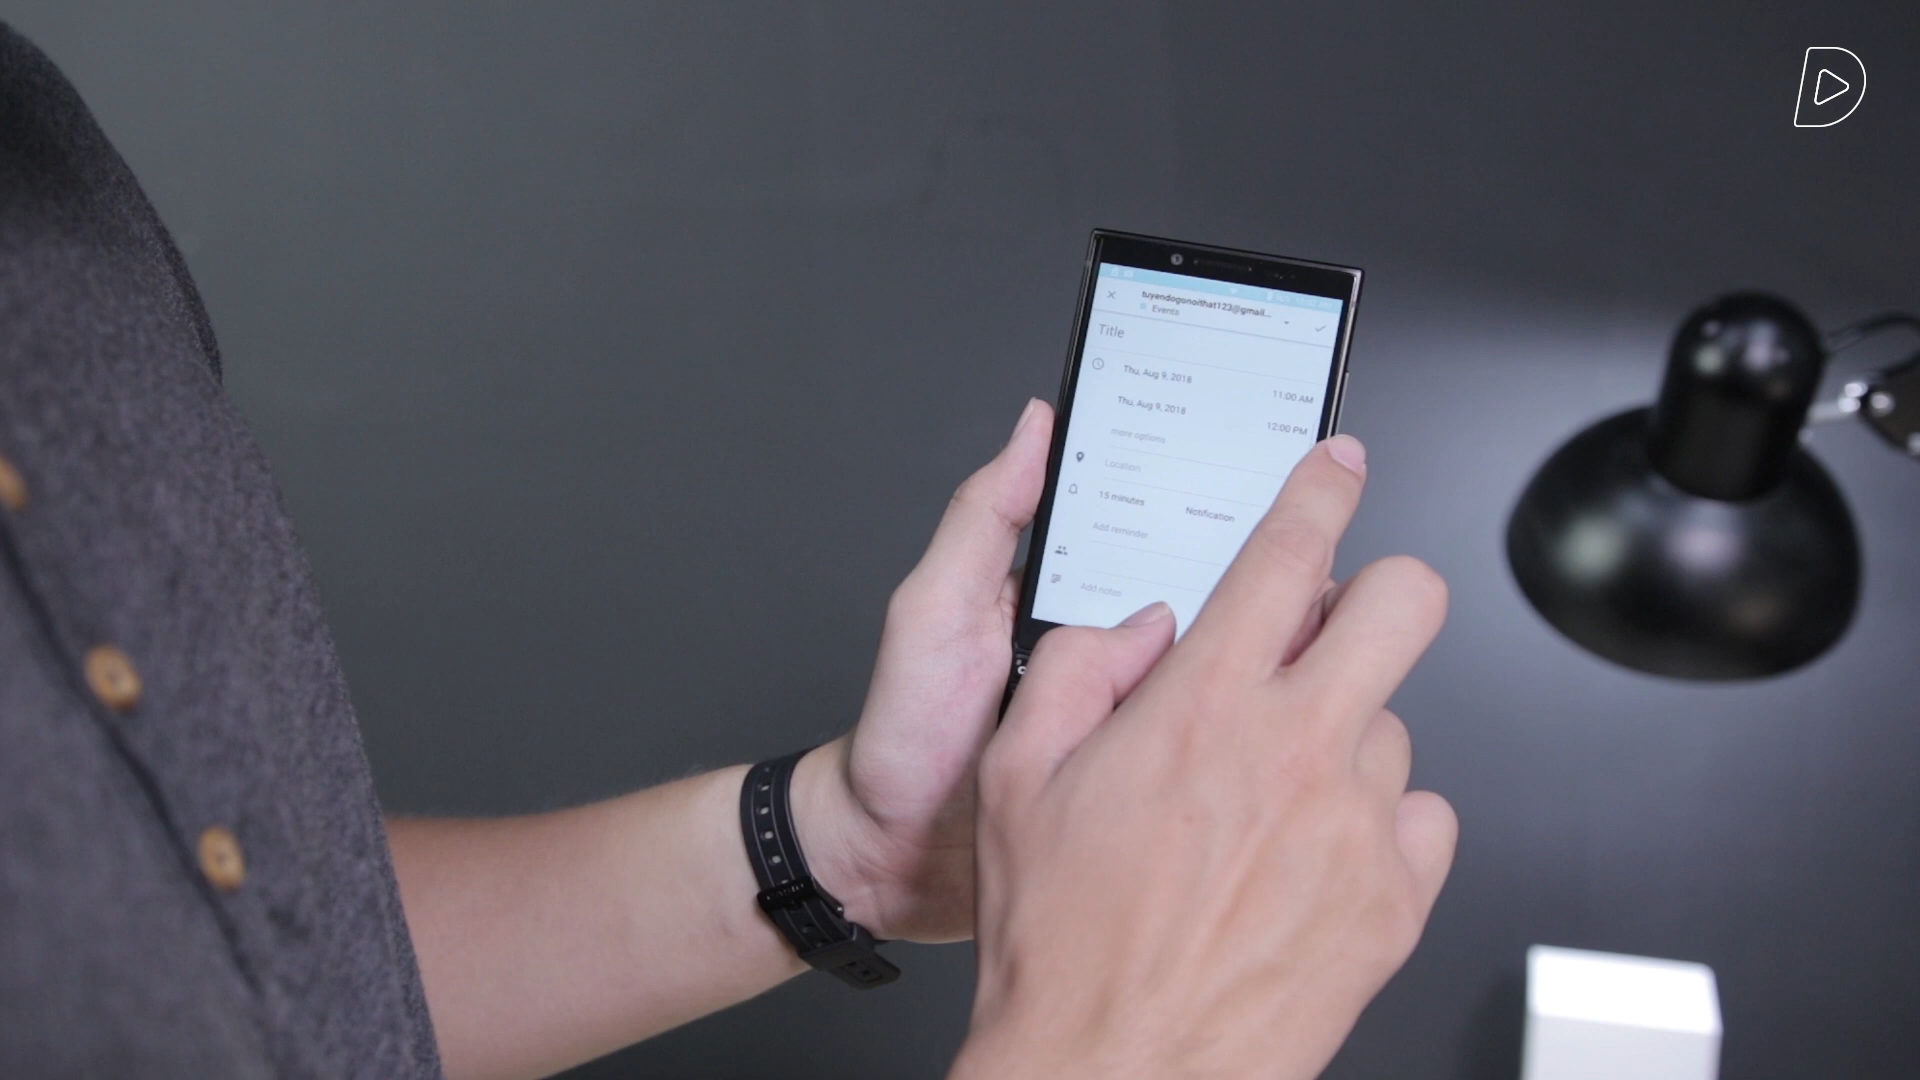 tuyendogonoithat123@gmail...
Events
Title
Thu, Aug 9, 2018
11:00 AM
Thu, Aug 9, 2018
12:00 PM
more options
Location
15 minutes Notification
Add reminder
Add notes